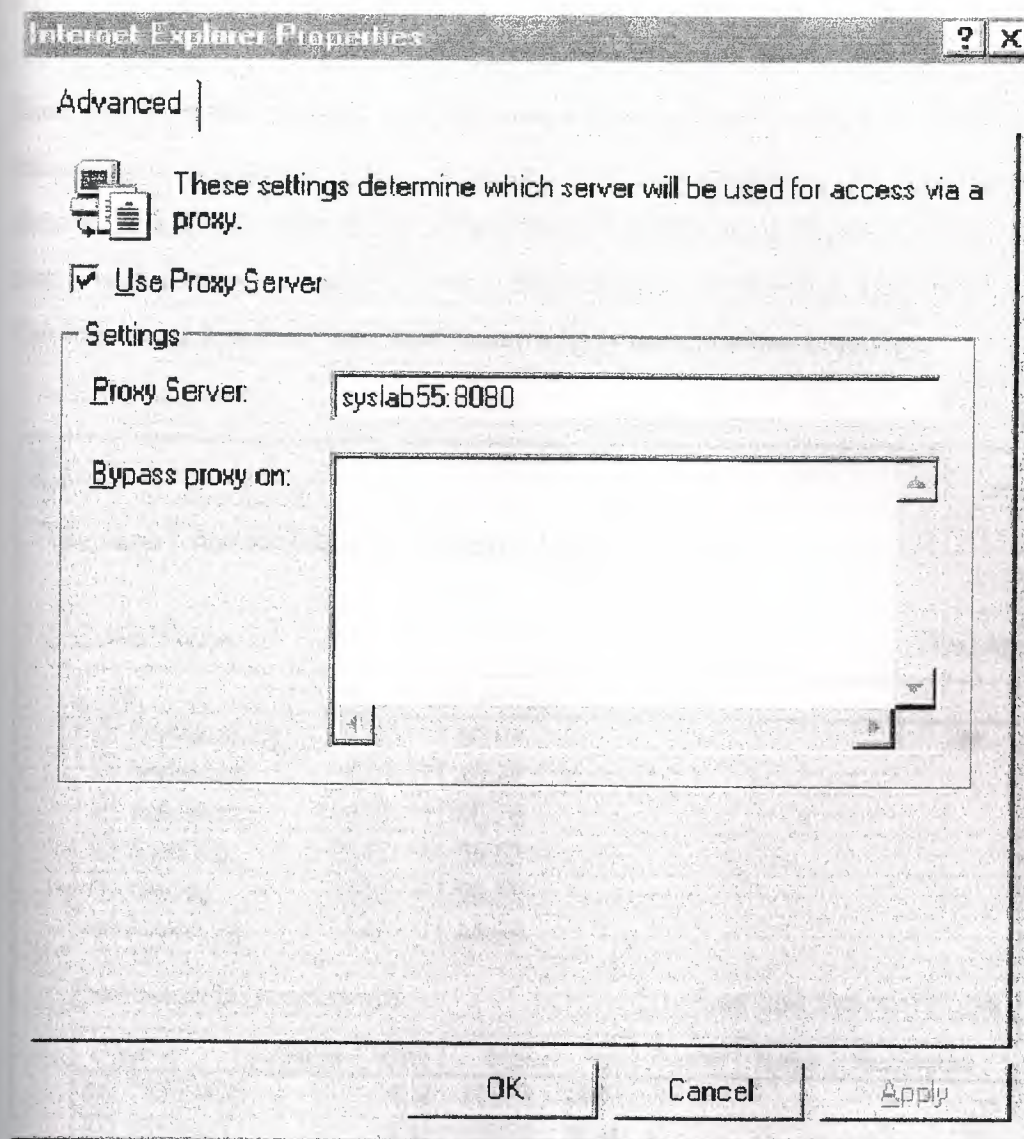 Internet Explorer Properties
? X
Advanced
These settings determine which server will be used for access via a
proxy.
Use Proxy Server
Settings
Proxy Server:
syslab55:8080
Bypass proxy on:
OK
Cancel
Apply